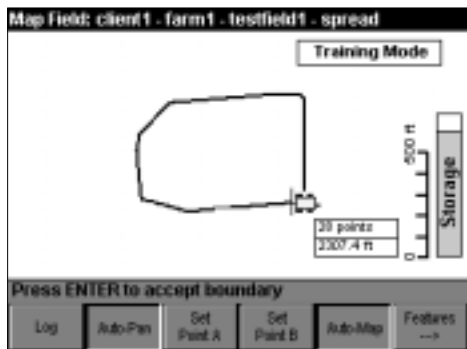 Map Field: client1 - farm1 - testfield1 - spread
Training Mode
500 ft
0
Storage
28 points
2307.4 ft
Press ENTER to accept boundary
Log
Auto-Pan
Set
Point A
Set
Point B
Auto-Map
Features
--->